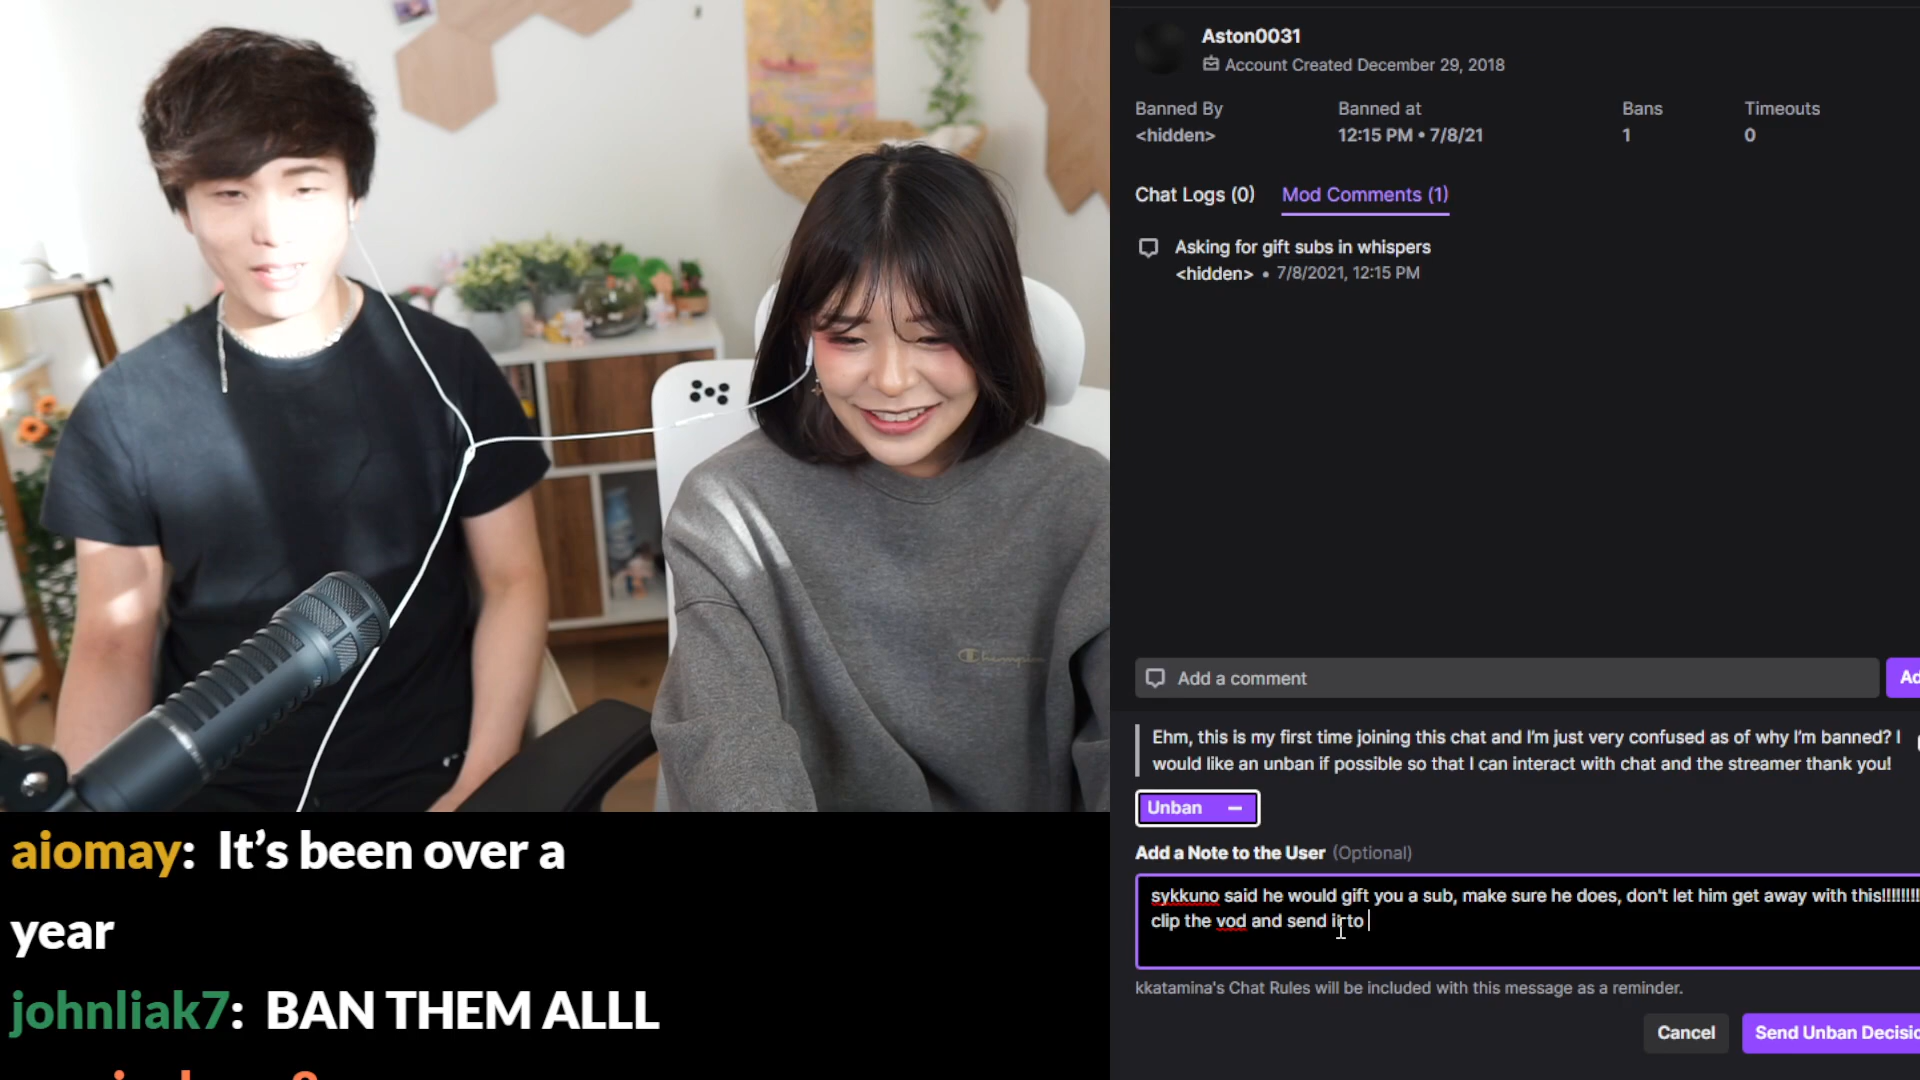 Aston0031
Account Created December 29, 2018
Banned By
Banned at
Bans
Timeouts
<hidden>
12:15 PM • 7/8/21
1
0
Chat Logs (0)
Mod Comments (1)
Asking for gift subs in whispers
<hidden> • 7/8/2021, 12:15 PM
Champion
Add a comment
Ehm, this is my first time joining this chat and I'm just very confused as of why I'm banned? I
would like an unban if possible so that I can interact with chat and the streamer thank you!
Unban
Add a Note to the User (Optional)
sykkuno said he would gift you a sub, make sure he does, don't let him get away with this!!!!!!!!
clip the vod and send it to
kkatamina's Chat Rules will be included with this message as a reminder.
Cancel
Send Unban Decisio
aiomay: It's been over a
year
johnliak7: BAN THEM ALLL